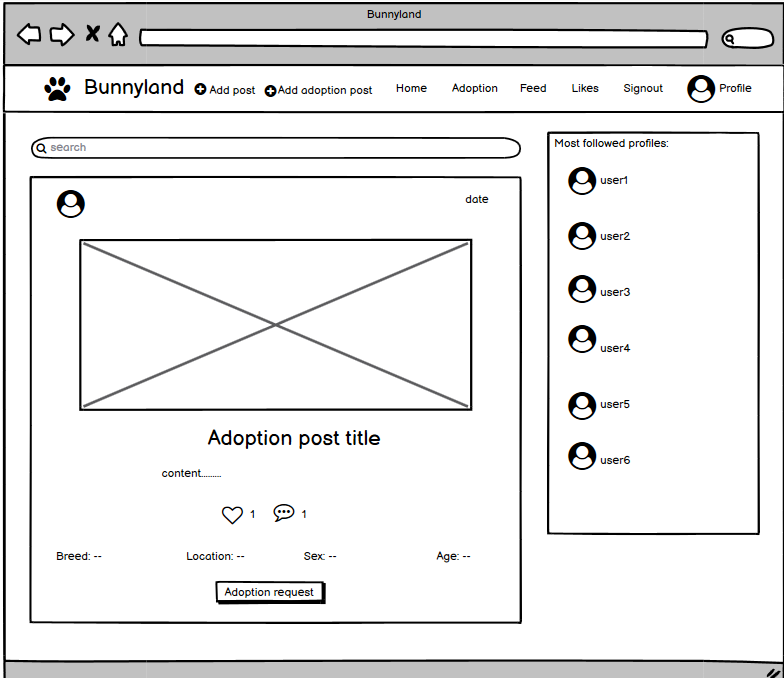 Bunnyland
Bunnyland Add post Add adoption post Home Adoption Feed Likes Signout Profile
search
date
Adoption post title
content.........
1 1
Breed: -- Location: -- Sex: -- Age: --
Adoption request
Most followed profiles:
user1
user2
user3
user4
user5
user6